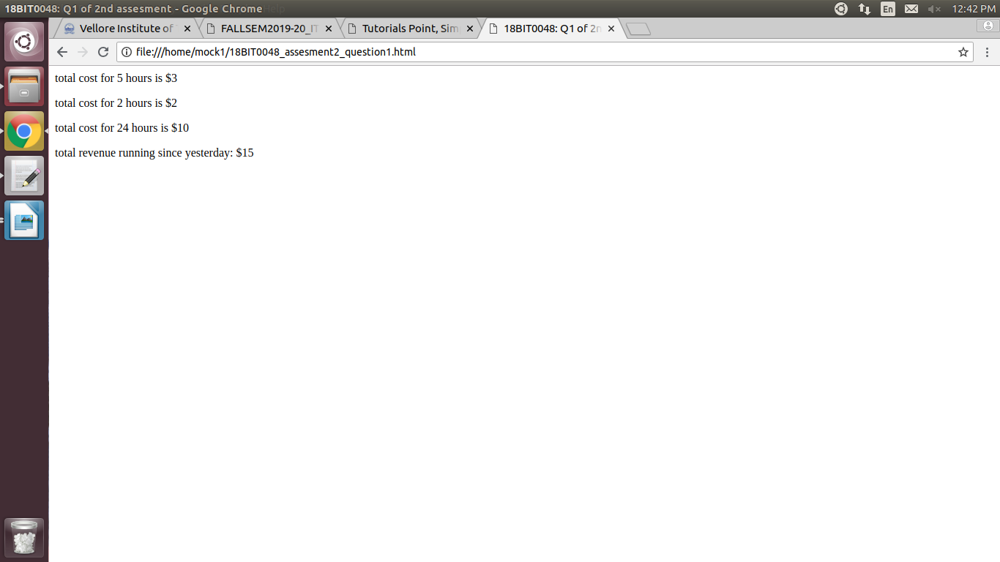 18BIT0048: Q1 of 2nd assesment - Google Chrome Help
En
12:42 PM
Vellore Institute of
FALLSEM2019-20_IT
Tutorials Point, Sim
18BIT0048: Q1 of 2n
file:///home/mock1/18BIT0048_assesment2_question1.html
total cost for 5 hours is $3
total cost for 2 hours is $2
total cost for 24 hours is $10
total revenue running since yesterday: $15